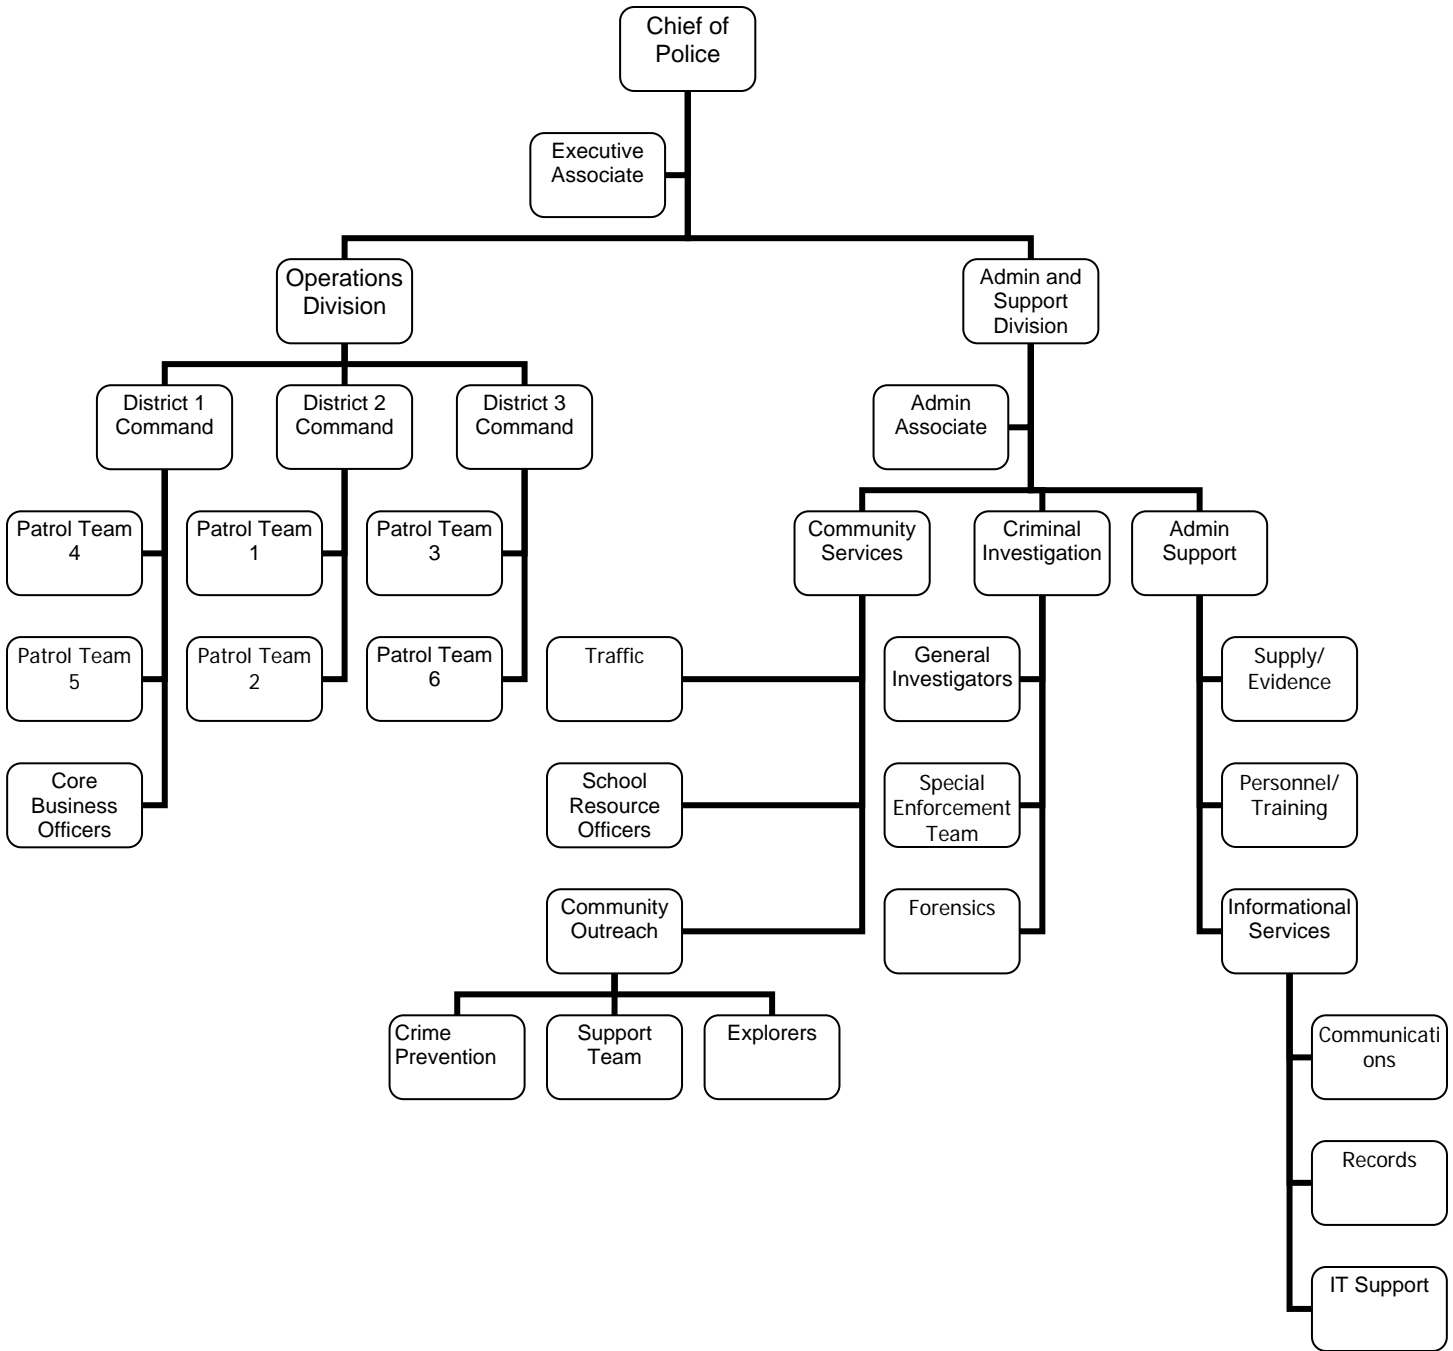 Chief of
Police
Executive
Associate
Operations
Division
Admin and
Support
Division
District 1
Command
District 2
Command
District 3
Command
Admin
Associate
Patrol Team
4
Patrol Team
1
Patrol Team
3
Community
Services
Criminal
Investigation
Admin
Support
Patrol Team
5
Patrol Team
2
Patrol Team
6
Traffic
General
Investigators
Supply/
Evidence
Core
Business
Officers
School
Resource
Officers
Special
Enforcement
Team
Personnel/
Training
Community
Outreach
Forensics
Informational
Services
Crime
Prevention
Support
Team
Explorers
Communicati
ons
Records
IT Support